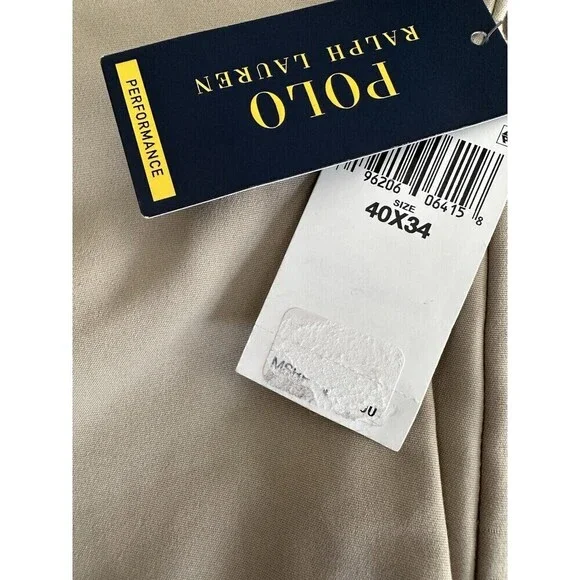 POLO
RALPH LAUREN
PERFORMANCE
96206 06415 8
SIZE
40X34